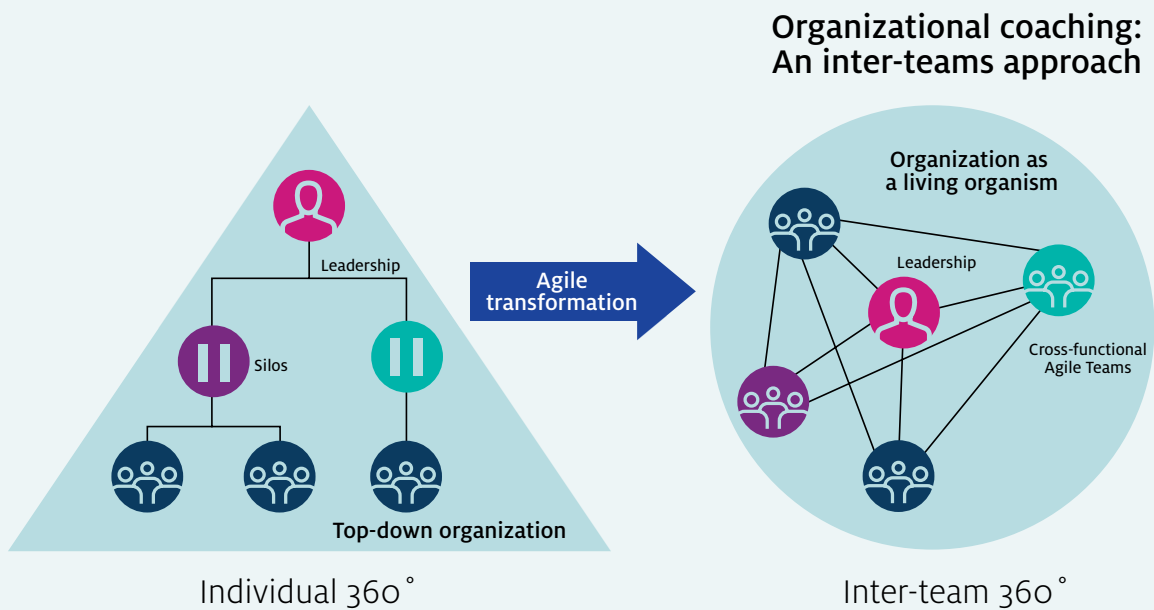 Organizational coaching:
An inter-teams approach
Leadership
Silos
Top-down organization
Individual 360°
Agile
transformation
Organization as
a living organism
Leadership
Cross-functional
Agile Teams
Inter-team 360°